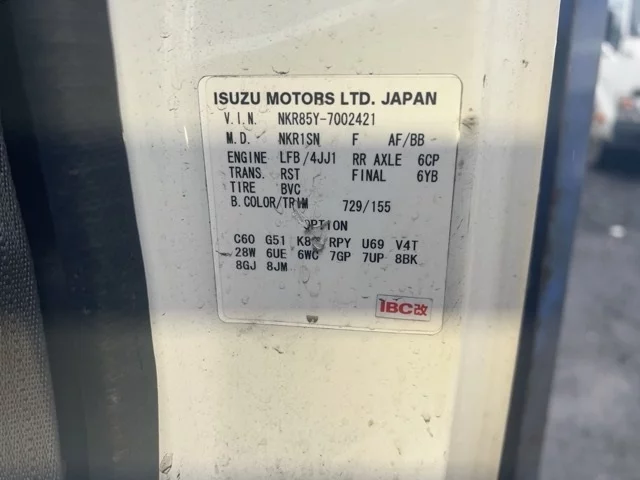 ISUZU MOTORS LTD. JAPAN
V.I.N. NKR85Y-7002421
M.D. NKR1SN F AF/BB
ENGINE LFB/4JJ1 RR AXLE 6CP
TRANS. RST FINAL 6YB
TIRE BVC
B.COLOR/TRIM 729/155
OPTION
C60 G51 RPY U69 V4T
28W 6UE 6WC 7GP 7UP 8BK
8GJ 8JM
IBC改